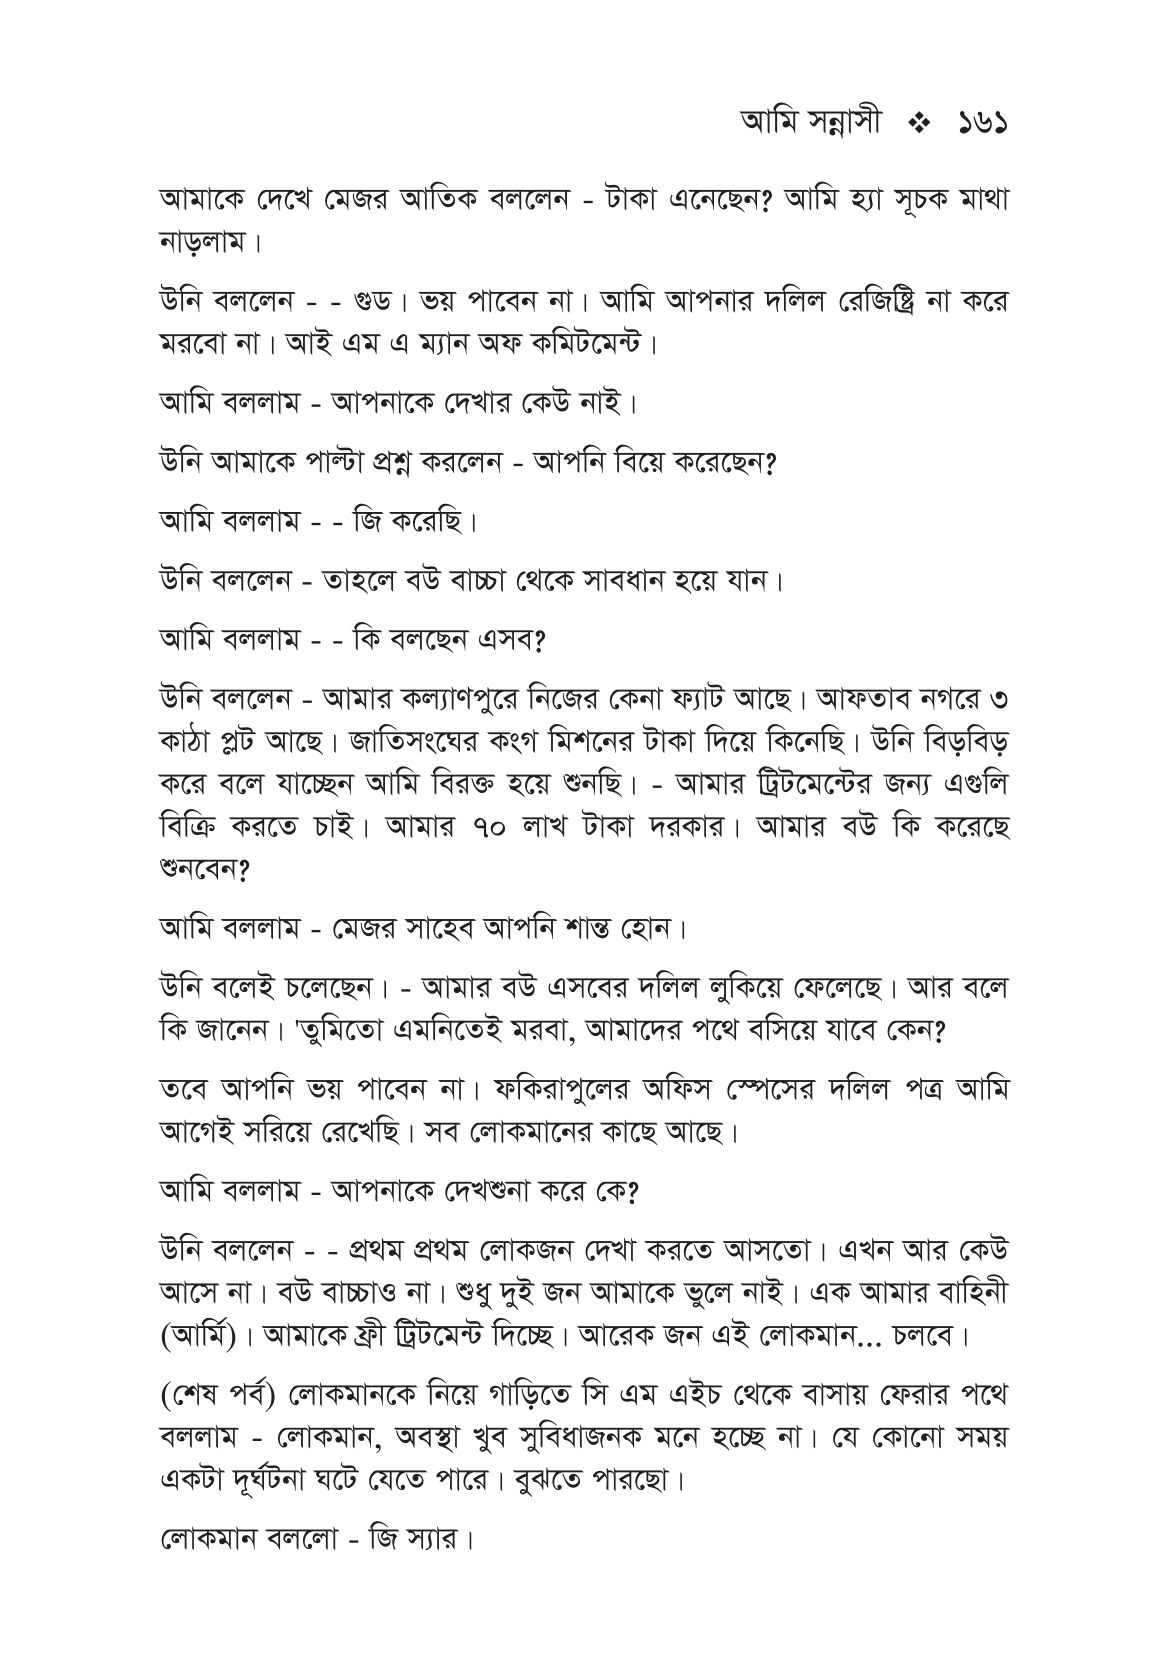 আমি সন্নাসী ❖ ১৬১
আমাকে দেখে মেজর আতিক বললেন - টাকা এনেছেন? আমি হ্যা সূচক মাথা
নাড়লাম।
উনি বললেন - - গুড। ভয় পাবেন না। আমি আপনার দলিল রেজিষ্ট্রি না করে
মরবো না। আই এম এ ম্যান অফ কমিটমেন্ট।
আমি বললাম - আপনাকে দেখার কেউ নাই।
উনি আমাকে পাল্টা প্রশ্ন করলেন - আপনি বিয়ে করেছেন?
আমি বললাম - - জি করেছি।
উনি বললেন - তাহলে বউ বাচ্চা থেকে সাবধান হয়ে যান।
আমি বললাম - - কি বলছেন এসব?
উনি বললেন - আমার কল্যাণপুরে নিজের কেনা ফ্যাট আছে। আফতাব নগরে ৩
কাঠা প্লট আছে। জাতিসংঘের কংগ মিশনের টাকা দিয়ে কিনেছি। উনি বিড়বিড়
করে বলে যাচ্ছেন আমি বিরক্ত হয়ে শুনছি। - আমার ট্রিটমেন্টের জন্য এগুলি
বিক্রি করতে চাই। আমার ৭০ লাখ টাকা দরকার। আমার বউ কি করেছে
শুনবেন?
আমি বললাম - মেজর সাহেব আপনি শান্ত হোন।
উনি বলেই চলেছেন। - আমার বউ এসবের দলিল লুকিয়ে ফেলেছে। আর বলে
কি জানেন। 'তুমিতো এমনিতেই মরবা, আমাদের পথে বসিয়ে যাবে কেন?
তবে আপনি ভয় পাবেন না। ফকিরাপুলের অফিস স্পেসের দলিল পত্র আমি
আগেই সরিয়ে রেখেছি। সব লোকমানের কাছে আছে।
আমি বললাম - আপনাকে দেখশুনা করে কে?
উনি বললেন - - প্রথম প্রথম লোকজন দেখা করতে আসতো। এখন আর কেউ
আসে না। বউ বাচ্চাও না। শুধু দুই জন আমাকে ভুলে নাই। এক আমার বাহিনী
(আর্মি)। আমাকে ফ্রী ট্রিটমেন্ট দিচ্ছে। আরেক জন এই লোকমান... চলবে।
(শেষ পর্ব) লোকমানকে নিয়ে গাড়িতে সি এম এইচ থেকে বাসায় ফেরার পথে
বললাম - লোকমান, অবস্থা খুব সুবিধাজনক মনে হচ্ছে না। যে কোনো সময়
একটা দূর্ঘটনা ঘটে যেতে পারে। বুঝতে পারছো।
লোকমান বললো - জি স্যার।